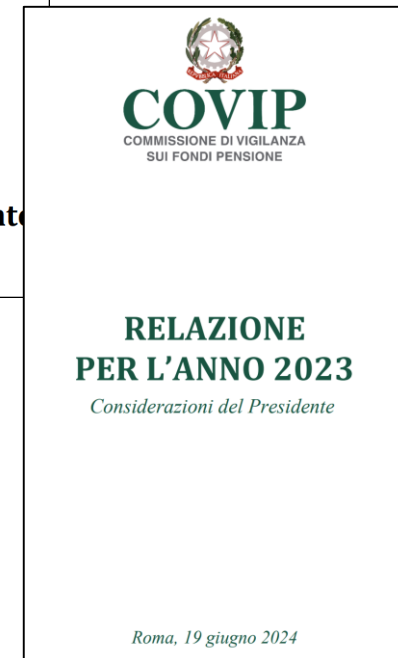 COVIP
COMMISSIONE DI VIGILANZA
SUI FONDI PENSIONE
RELAZIONE
PER L'ANNO 2023
Considerazioni del Presidente
Roma, 19 giugno 2024